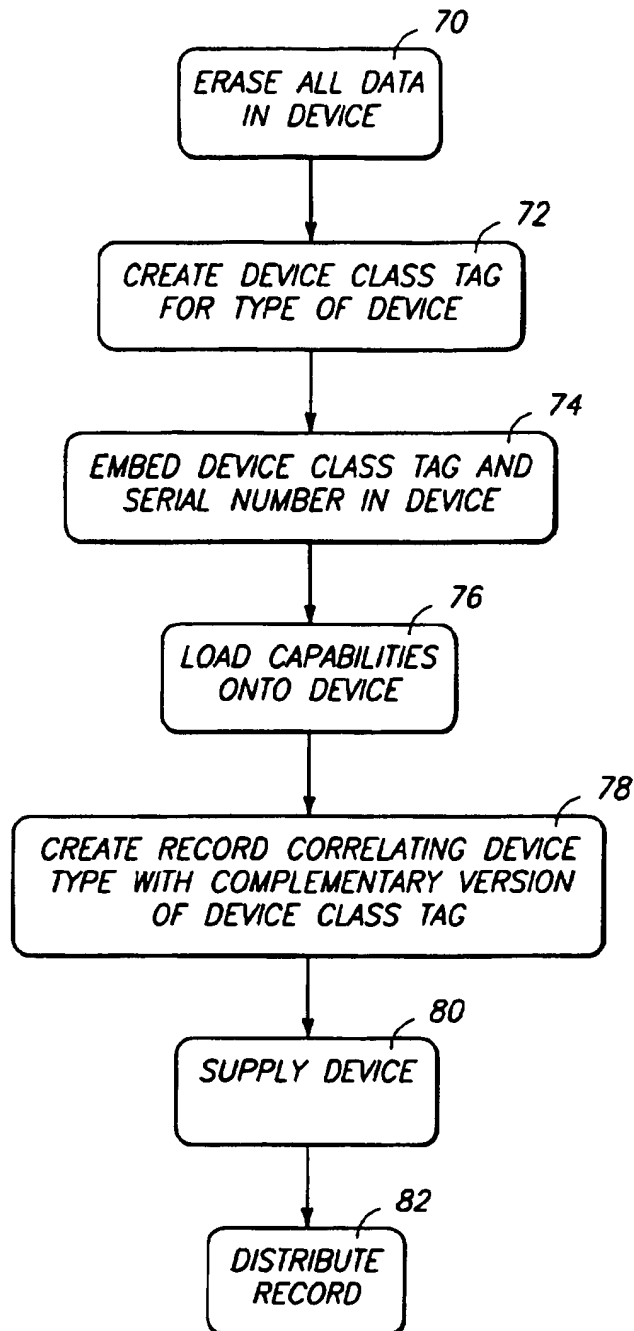 70
ERASE ALL DATA
IN DEVICE
72
CREATE DEVICE CLASS TAG
FOR TYPE OF DEVICE
74
EMBED DEVICE CLASS TAG AND
SERIAL NUMBER IN DEVICE
76
LOAD CAPABILITIES
ONTO DEVICE
78
CREATE RECORD CORRELATING DEVICE
TYPE WITH COMPLEMENTARY VERSION
OF DEVICE CLASS TAG
80
SUPPLY DEVICE
82
DISTRIBUTE
RECORD